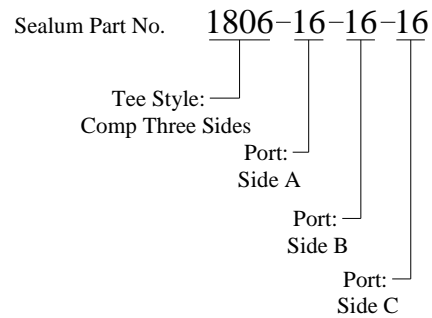 Sealum Part No. 1806-16-16-16
Tee Style:
Comp Three Sides
Port:
Side A
Port:
Side B
Port:
Side C